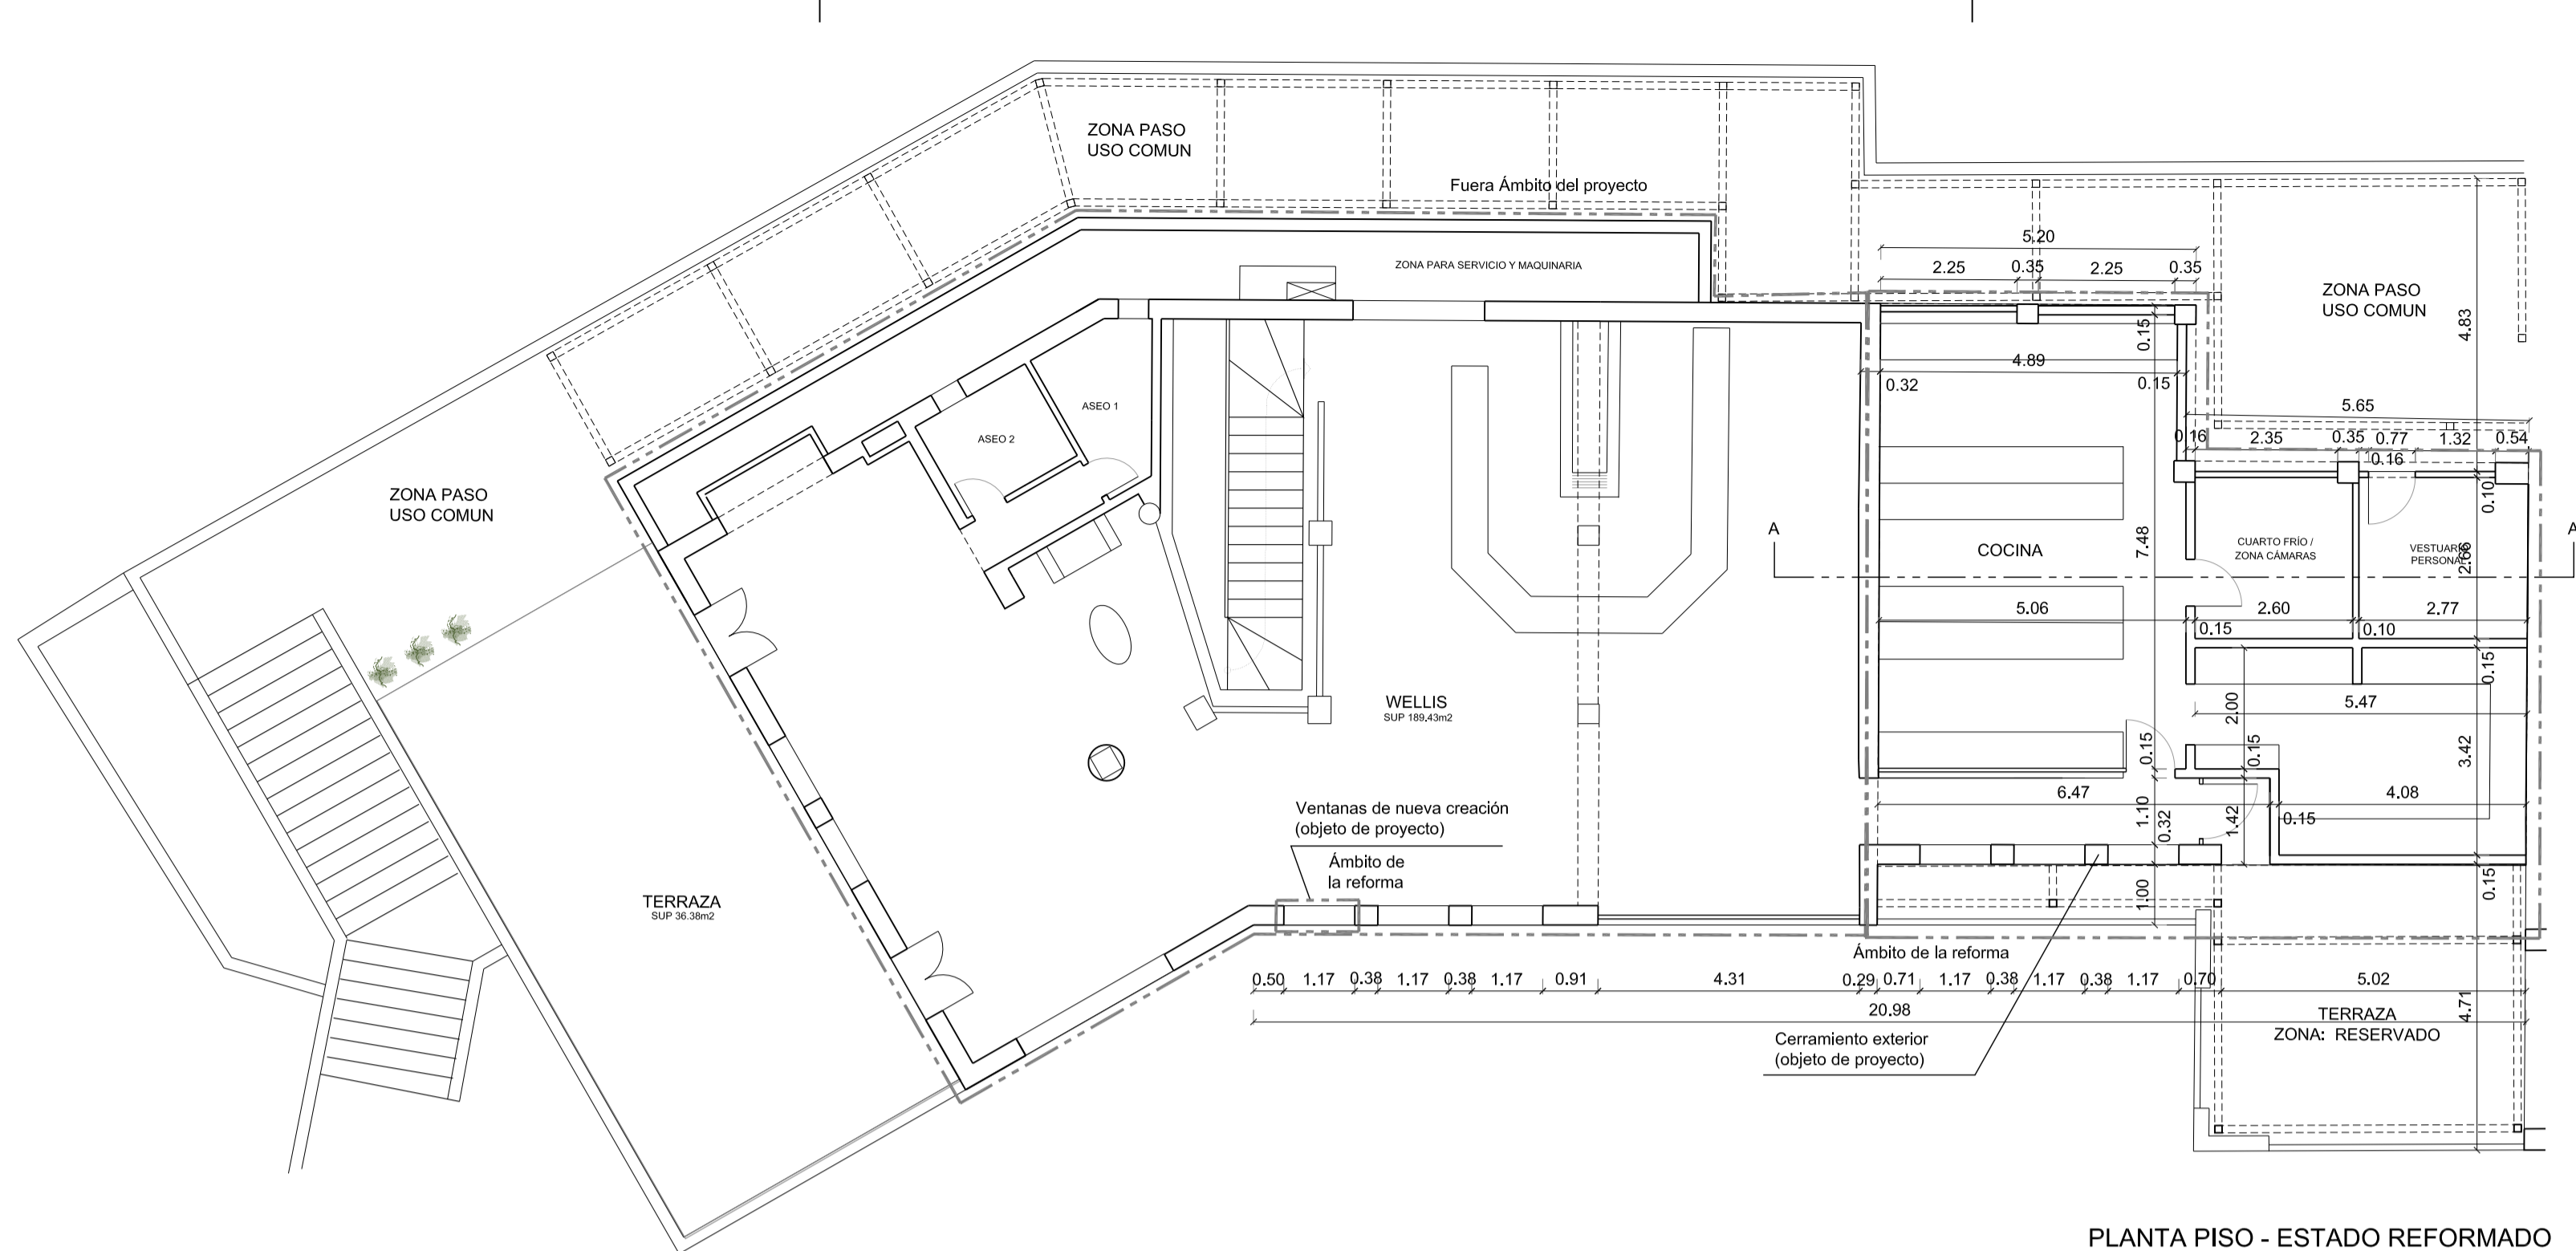 ZONA PASO
USO COMUN
Fuera Ámbito del proyecto
ZONA PARA SERVICIO Y MAQUINARIA
5.20
2.25
0.35
2.25
0.35
ZONA PASO
USO COMUN
4.83
0.15
4.89
0.32
0.15
5.65
0.16
2.35
0.35
0.77
1.32
0.54
0.16
0.10
ASEO 1
ASEO 2
ZONA PASO
USO COMUN
A
A
COCINA
7.48
CUARTO FRÍO /
ZONA CÁMARAS
VESTUARIO
PERSONAL
2.66
5.06
2.60
2.77
0.15
0.10
0.15
WELLIS
SUP 189,43m2
2.00
5.47
0.15
0.15
3.42
6.47
4.08
1.10
0.32
1.42
0.15
Ventanas de nueva creación
(objeto de proyecto)
Ámbito de
la reforma
TERRAZA
SUP 36.38m2
1.00
0.15
Ámbito de la reforma
0.50
1.17
0.38
1.17
0.38
1.17
0.91
4.31
0.29
0.71
1.17
0.38
1.17
0.38
1.17
0.70
5.02
20.98
4.71
TERRAZA
ZONA: RESERVADO
Cerramiento exterior
(objeto de proyecto)
PLANTA PISO - ESTADO REFORMADO